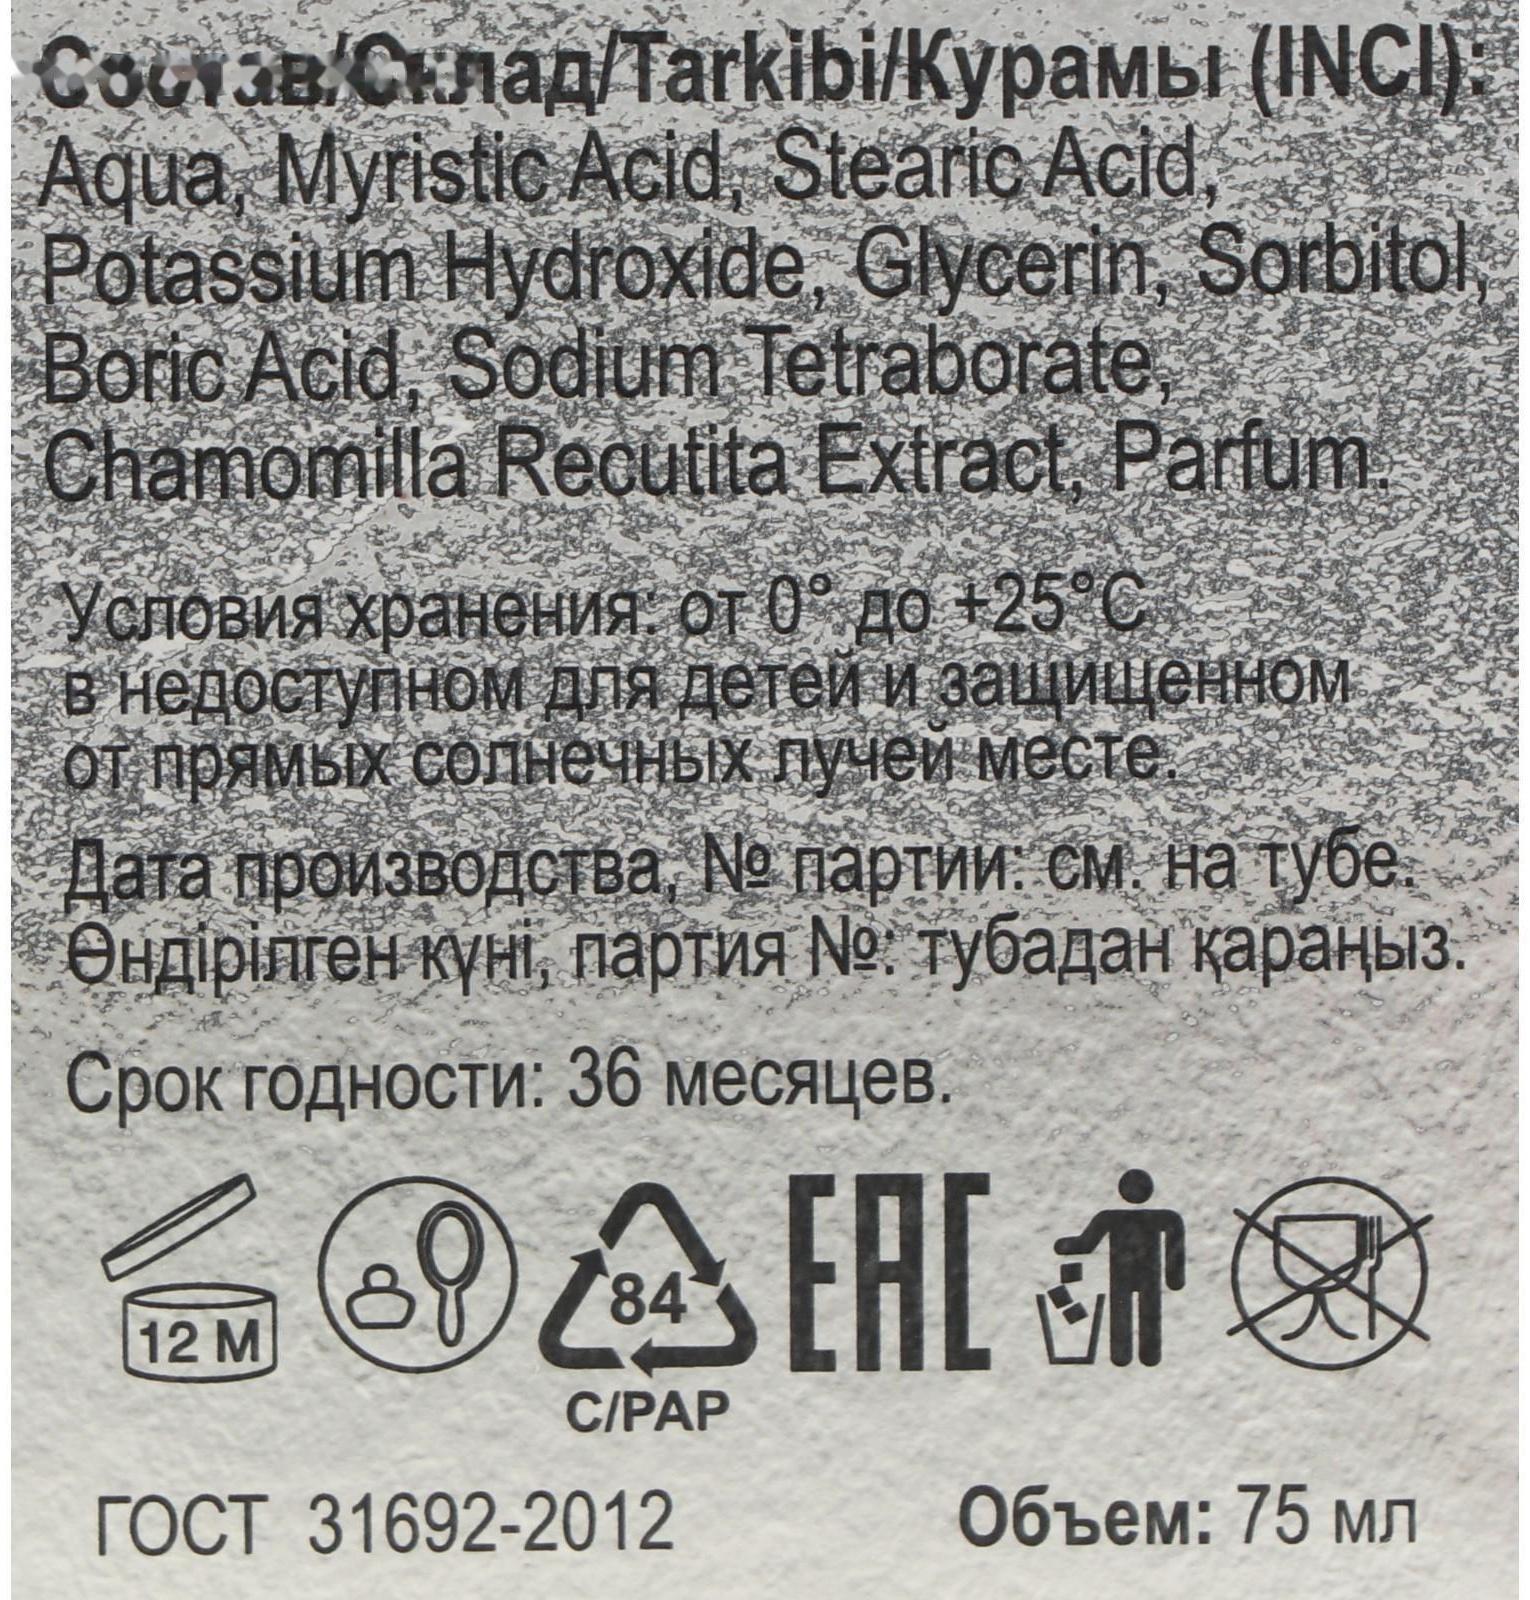 Состав/Склад/Tarkibi/Курамы (INCI):
Aqua, Myristic Acid, Stearic Acid,
Potassium Hydroxide, Glycerin, Sorbitol,
Boric Acid, Sodium Tetraborate,
Chamomilla Recutita Extract, Parfum.
Условия хранения: от 0° до +25°C
в недоступном для детей и защищенном
от прямых солнечных лучей месте.
Дата производства, № партии: см. на тубе.
Өндірілген күні, партия №: тубадан қараңыз.
Срок годности: 36 месяцев.
12 M
84
C/PAP
EAC
ГОСТ 31692-2012
Объем: 75 мл